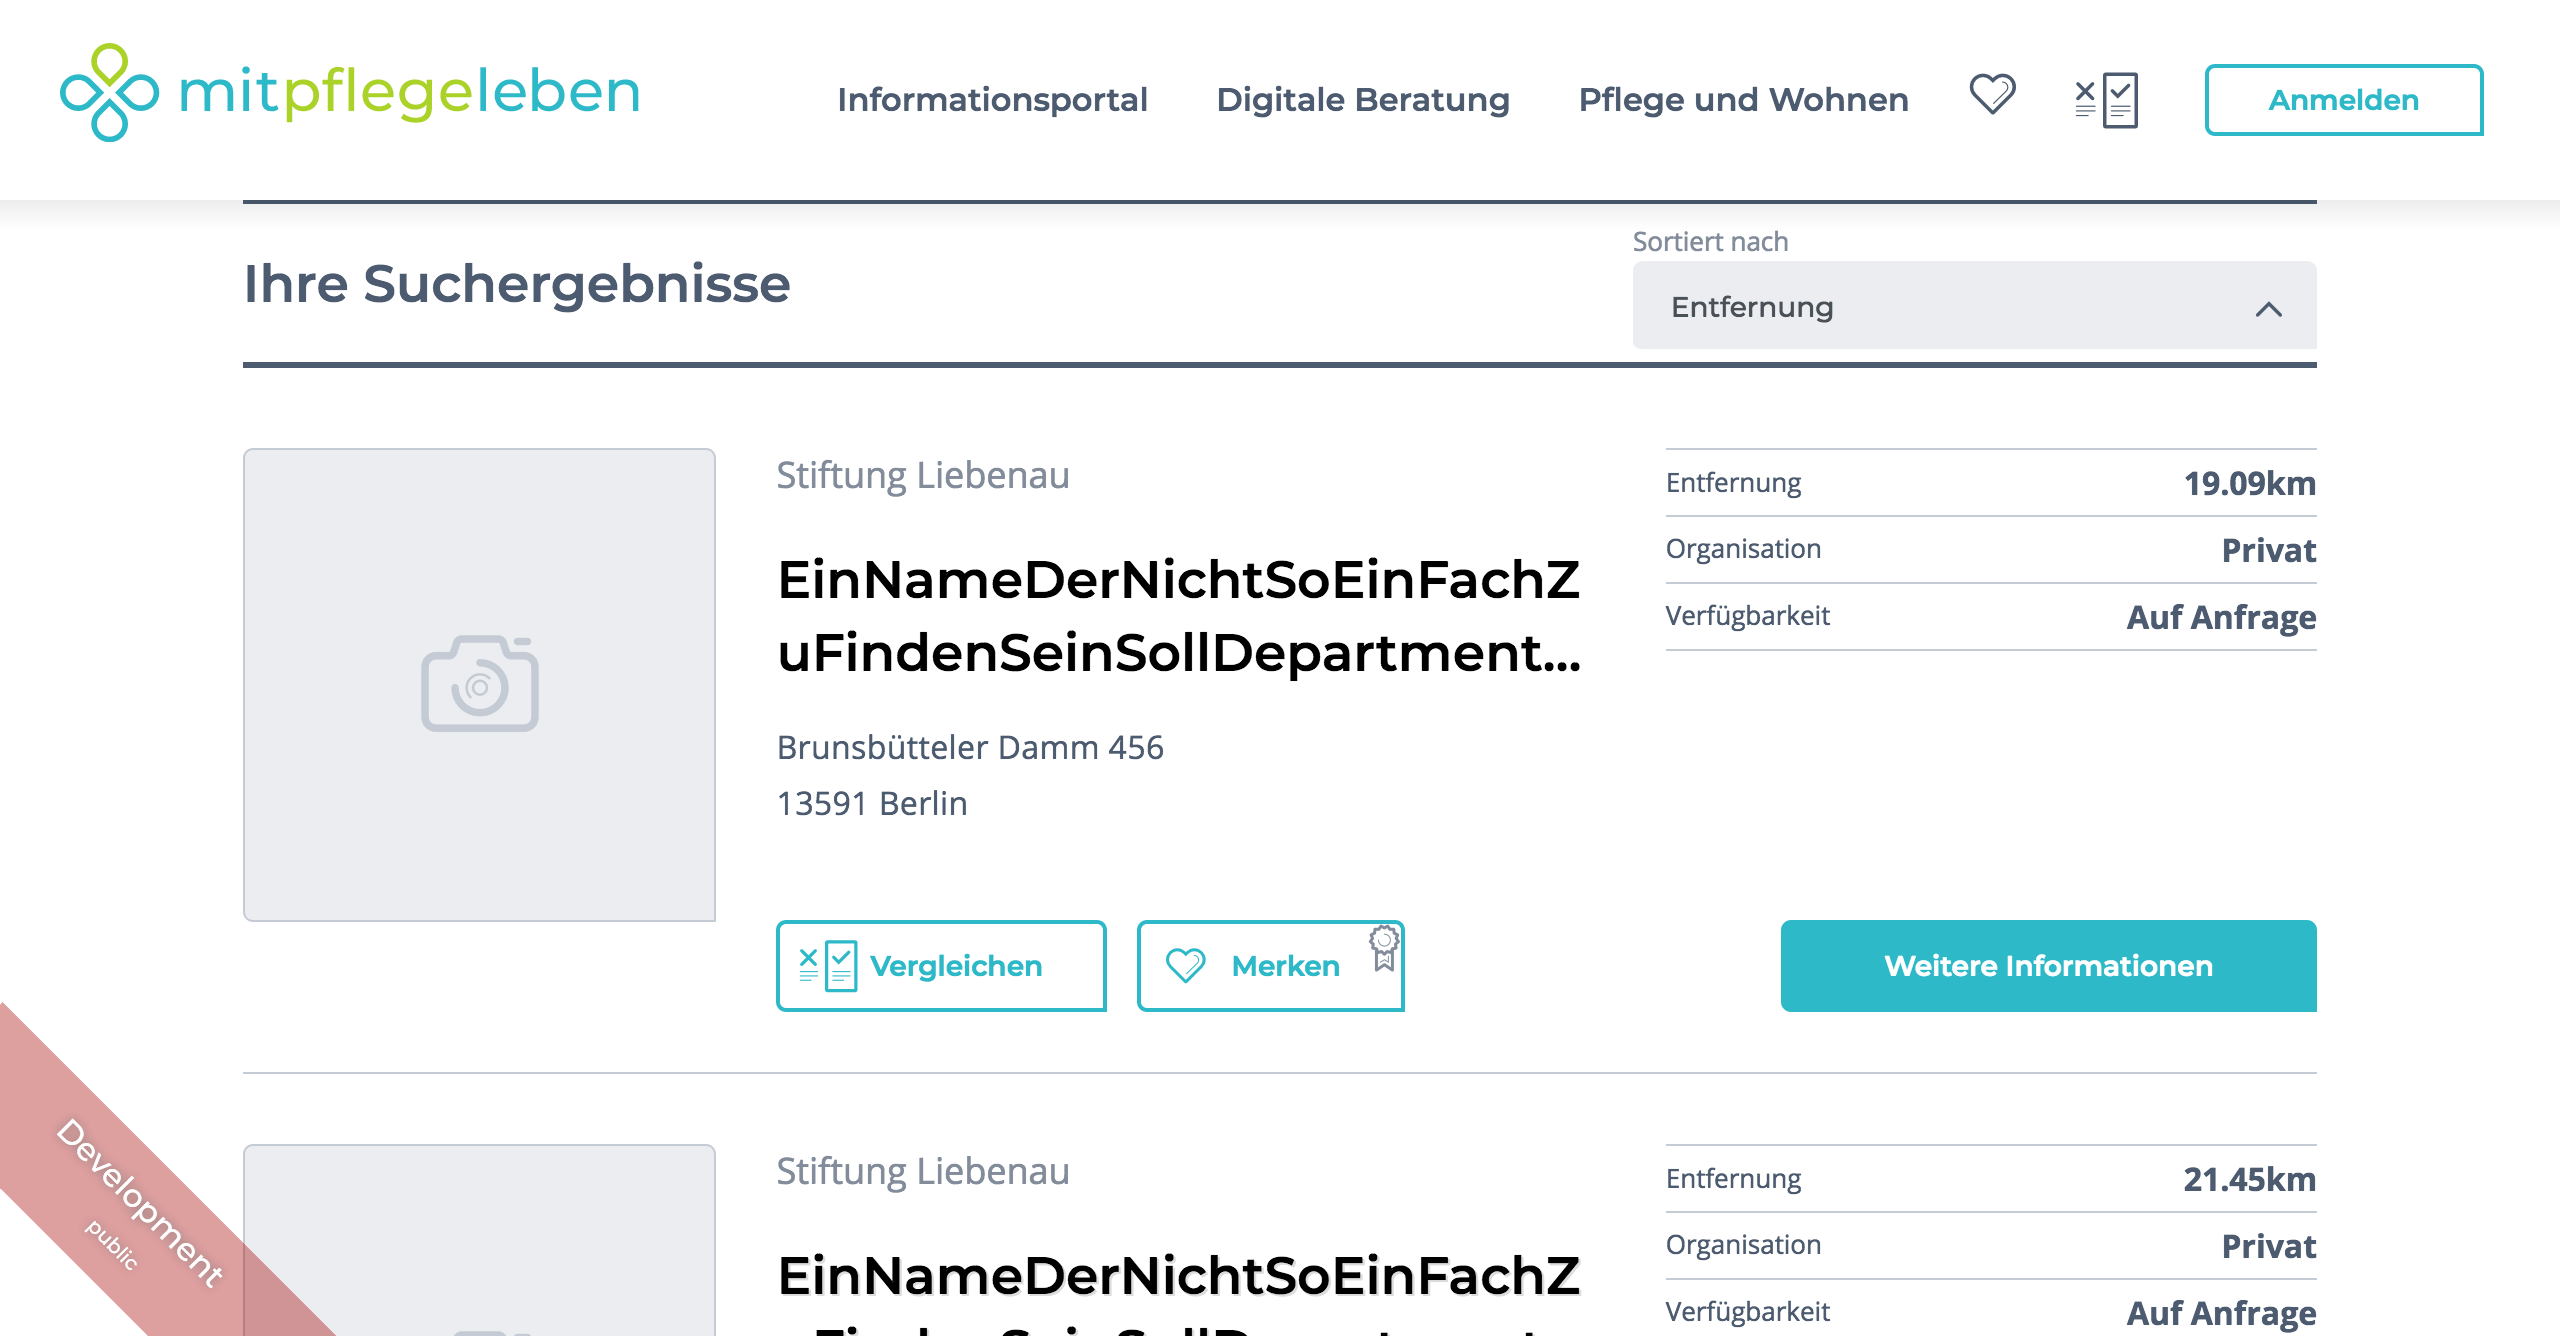 mitpflegeleben
Informationsportal
Digitale Beratung
Pflege und Wohnen
Anmelden
Ihre Suchergebnisse
Sortiert nach
Entfernung
Stiftung Liebenau
EinNameDerNichtSoEinFachZ
uFindenSeinSollDepartment...
Brunsbütteler Damm 456
13591 Berlin
Entfernung 19.09km
Organisation Privat
Verfügbarkeit Auf Anfrage
Vergleichen
Merken
Weitere Informationen
Stiftung Liebenau
EinNameDerNichtSoEinFachZ
Entfernung 21.45km
Organisation Privat
Verfügbarkeit Auf Anfrage
Development
public